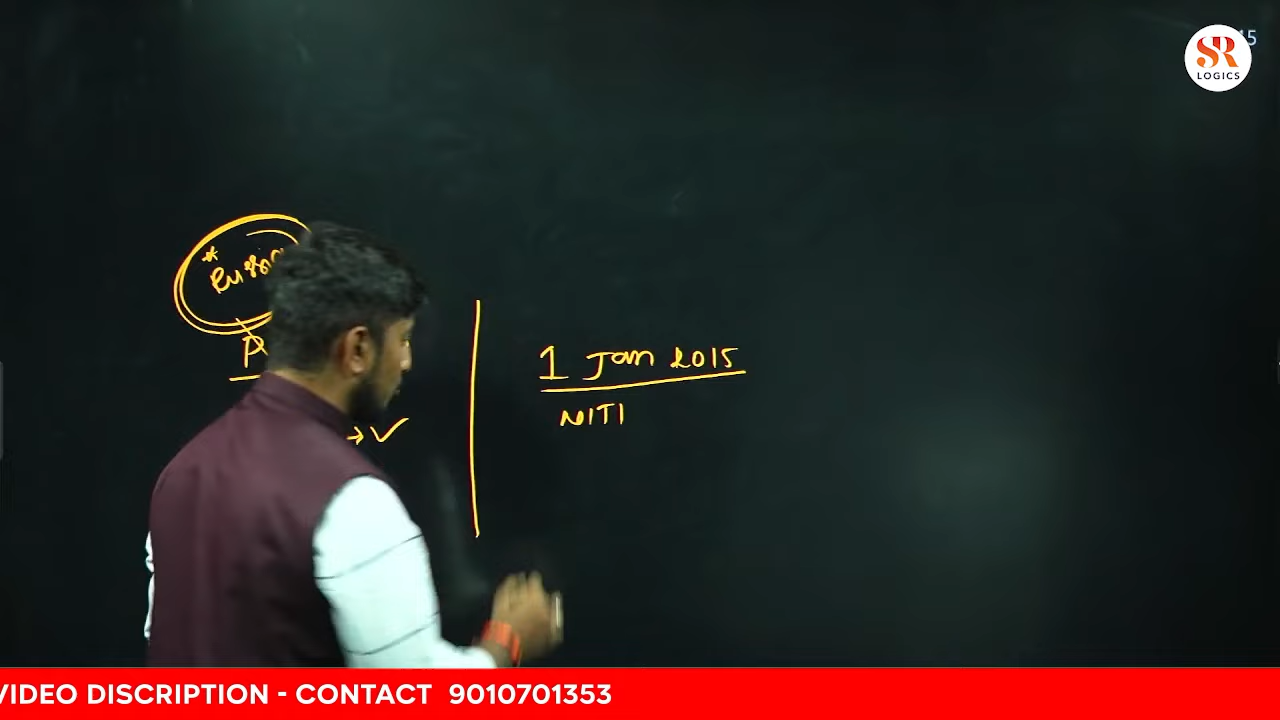 SR
LOGICS
1 Jan 2015
NITI
VIDEO DISCRIPTION - CONTACT 9010701353